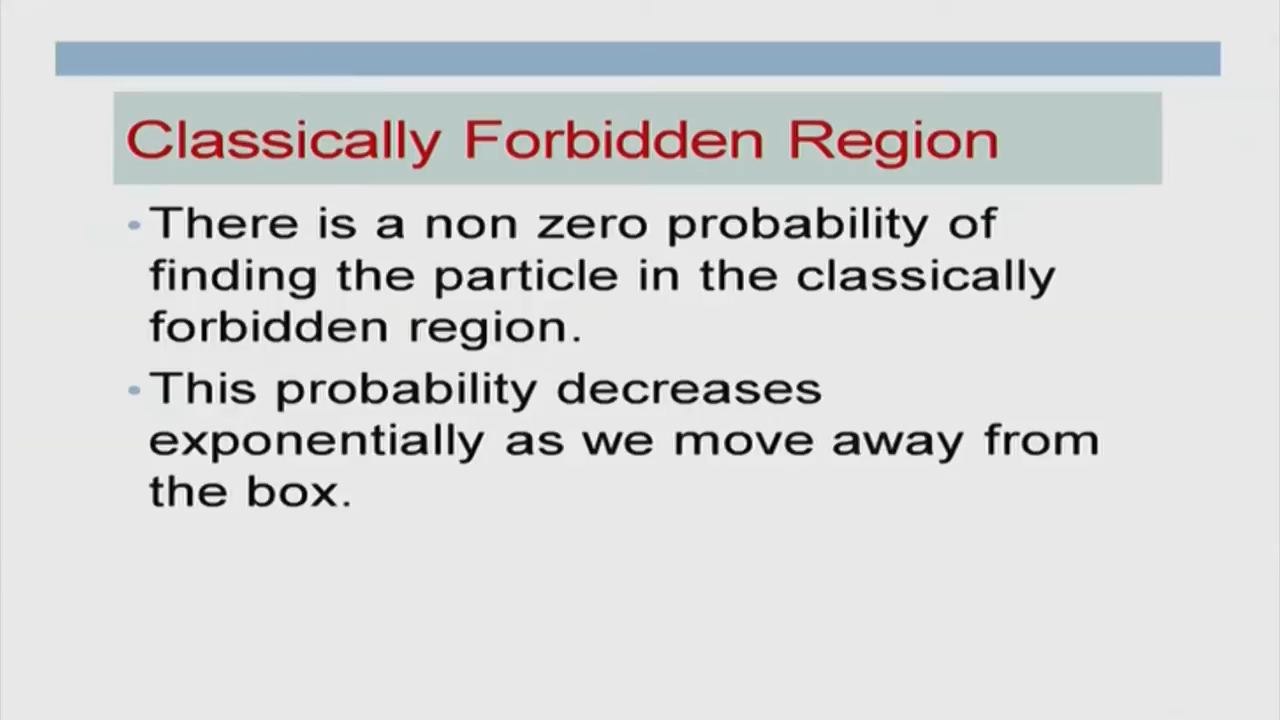 Classically Forbidden Region
• There is a non zero probability of
finding the particle in the classically
forbidden region.
• This probability decreases
exponentially as we move away from
the box.